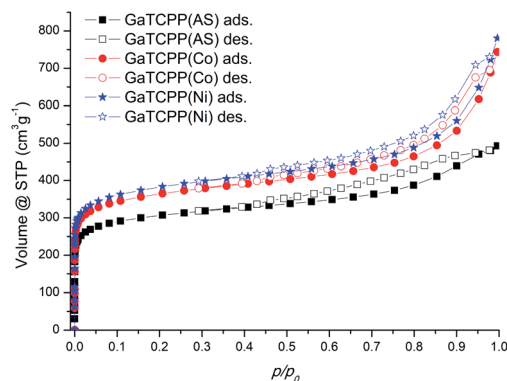 GaTCPP(AS) ads.
GaTCPP(AS) des.
GaTCPP(Co) ads.
GaTCPP(Co) des.
GaTCPP(Ni) ads.
GaTCPP(Ni) des.
Volume @ STP (cm³g⁻¹)
800
700
600
500
400
300
200
100
0
0.0 0.1 0.2 0.3 0.4 0.5 0.6 0.7 0.8 0.9 1.0
p/p₀